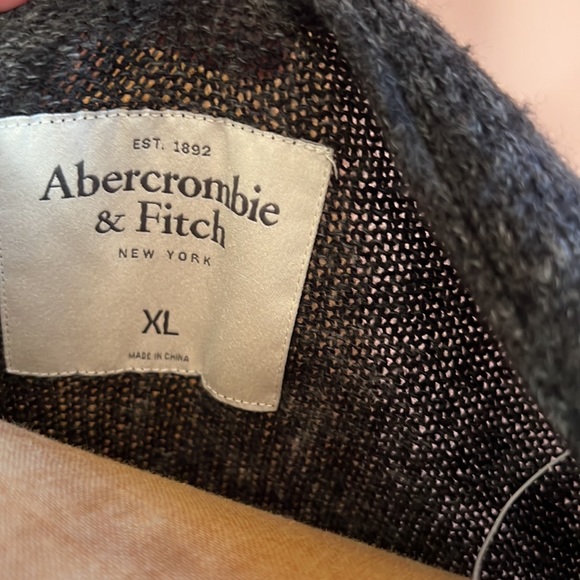 EST. 1892
Abercrombie
& Fitch
NEW YORK
XL
MADE IN CHINA